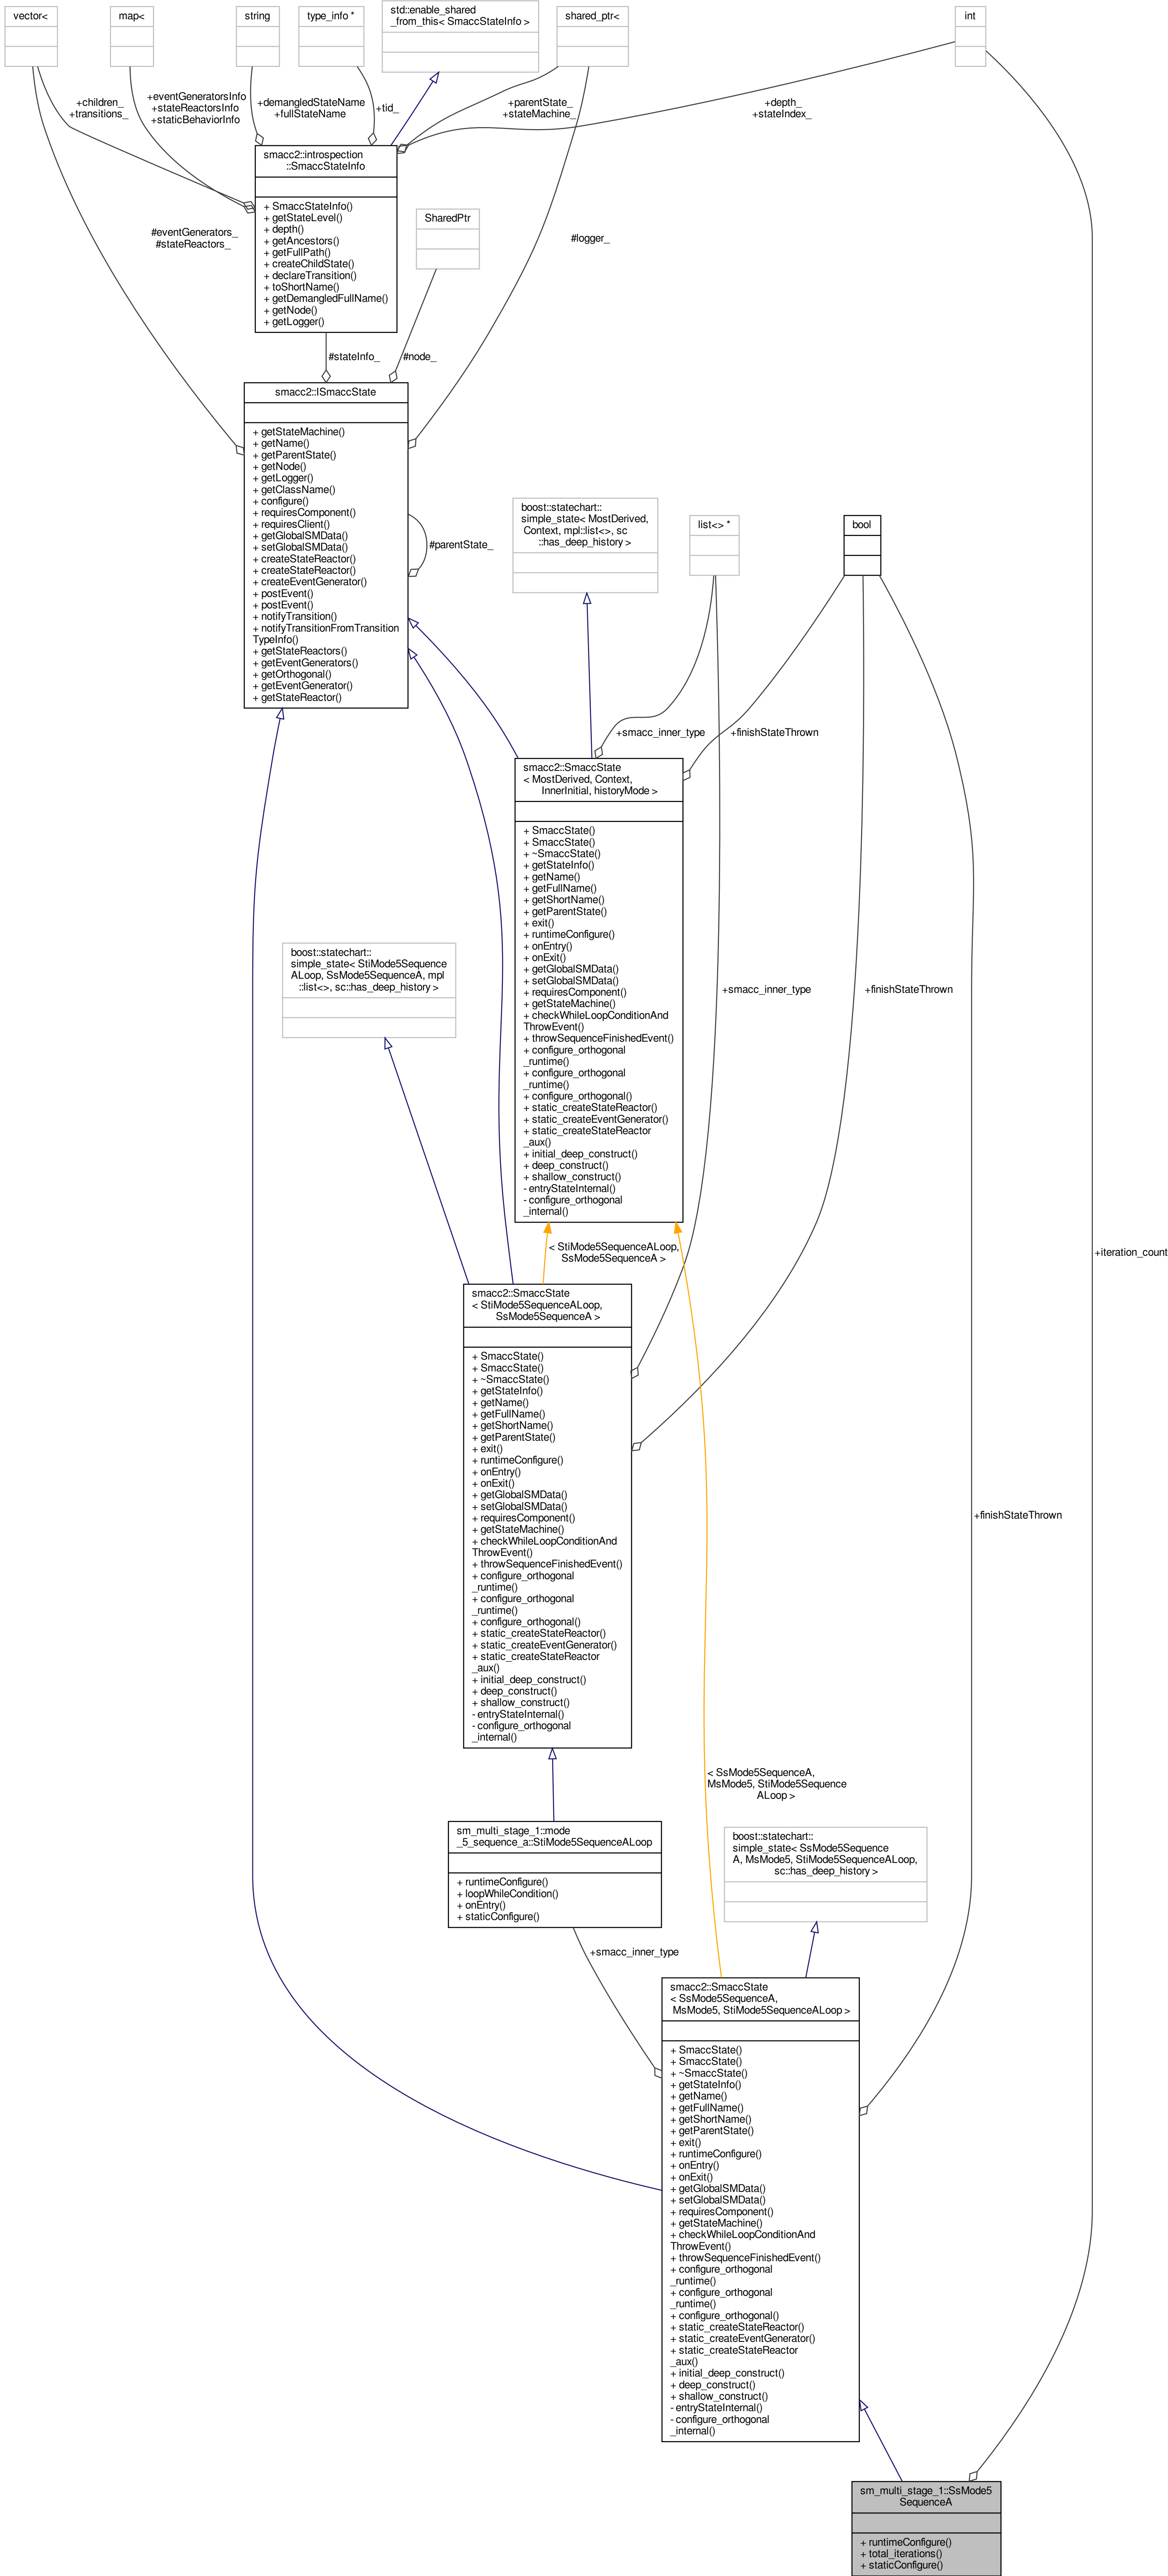 vector<
map<
string
type_info *
std::enable_shared
_from_this< SmaccStateInfo >
shared_ptr<
int
+children_
+transitions_
+eventGeneratorsInfo
+stateReactorsInfo
+staticBehaviorInfo
+demangledStateName
+fullStateName
+tid_
+parentState_
+stateMachine_
+depth_
+stateIndex_
smacc2::introspection
::SmaccStateInfo
+ SmaccStateInfo()
+ getStateLevel()
+ depth()
+ getAncestors()
+ getFullPath()
+ createChildState()
+ declareTransition()
+ toShortName()
+ getDemangledFullName()
+ getNode()
+ getLogger()
SharedPtr
#eventGenerators_
#stateReactors_
#logger_
#stateInfo_
#node_
smacc2::ISmaccState
+ getStateMachine()
+ getName()
+ getParentState()
+ getNode()
+ getLogger()
+ getClassName()
+ configure()
+ requiresComponent()
+ requiresClient()
+ getGlobalSMData()
+ setGlobalSMData()
+ createStateReactor()
+ createStateReactor()
+ createEventGenerator()
+ postEvent()
+ postEvent()
+ notifyTransition()
+ notifyTransitionFromTransition
TypeInfo()
+ getStateReactors()
+ getEventGenerators()
+ getOrthogonal()
+ getEventGenerator()
+ getStateReactor()
#parentState_
boost::statechart::
simple_state< MostDerived,
Context, mpl::list<>, sc
::has_deep_history >
list<> *
bool
+smacc_inner_type
+finishStateThrown
smacc2::SmaccState
< MostDerived, Context,
InnerInitial, historyMode >
+ SmaccState()
+ SmaccState()
+ ~SmaccState()
+ getStateInfo()
+ getName()
+ getFullName()
+ getShortName()
+ getParentState()
+ exit()
+ runtimeConfigure()
+ onEntry()
+ onExit()
+ getGlobalSMData()
+ setGlobalSMData()
+ requiresComponent()
+ getStateMachine()
+ checkWhileLoopConditionAnd
ThrowEvent()
+ throwSequenceFinishedEvent()
+ configure_orthogonal
_runtime()
+ configure_orthogonal
_runtime()
+ configure_orthogonal()
+ static_createStateReactor()
+ static_createEventGenerator()
+ static_createStateReactor
_aux()
+ initial_deep_construct()
+ deep_construct()
+ shallow_construct()
- entryStateInternal()
- configure_orthogonal
_internal()
boost::statechart::
simple_state< StiMode5Sequence
ALoop, SsMode5SequenceA, mpl
::list<>, sc::has_deep_history >
+smacc_inner_type
+finishStateThrown
< StiMode5SequenceALoop,
SsMode5SequenceA >
+iteration_count
smacc2::SmaccState
< StiMode5SequenceALoop,
SsMode5SequenceA >
+ SmaccState()
+ SmaccState()
+ ~SmaccState()
+ getStateInfo()
+ getName()
+ getFullName()
+ getShortName()
+ getParentState()
+ exit()
+ runtimeConfigure()
+ onEntry()
+ onExit()
+ getGlobalSMData()
+ setGlobalSMData()
+ requiresComponent()
+ getStateMachine()
+ checkWhileLoopConditionAnd
ThrowEvent()
+ throwSequenceFinishedEvent()
+ configure_orthogonal
_runtime()
+ configure_orthogonal
_runtime()
+ configure_orthogonal()
+ static_createStateReactor()
+ static_createEventGenerator()
+ static_createStateReactor
_aux()
+ initial_deep_construct()
+ deep_construct()
+ shallow_construct()
- entryStateInternal()
- configure_orthogonal
_internal()
+finishStateThrown
< SsMode5SequenceA,
MsMode5, StiMode5Sequence
ALoop >
sm_multi_stage_1::mode
_5_sequence_a::StiMode5SequenceALoop
+ runtimeConfigure()
+ loopWhileCondition()
+ onEntry()
+ staticConfigure()
boost::statechart::
simple_state< SsMode5Sequence
A, MsMode5, StiMode5SequenceALoop,
sc::has_deep_history >
+smacc_inner_type
smacc2::SmaccState
< SsMode5SequenceA,
MsMode5, StiMode5SequenceALoop >
+ SmaccState()
+ SmaccState()
+ ~SmaccState()
+ getStateInfo()
+ getName()
+ getFullName()
+ getShortName()
+ getParentState()
+ exit()
+ runtimeConfigure()
+ onEntry()
+ onExit()
+ getGlobalSMData()
+ setGlobalSMData()
+ requiresComponent()
+ getStateMachine()
+ checkWhileLoopConditionAnd
ThrowEvent()
+ throwSequenceFinishedEvent()
+ configure_orthogonal
_runtime()
+ configure_orthogonal
_runtime()
+ configure_orthogonal()
+ static_createStateReactor()
+ static_createEventGenerator()
+ static_createStateReactor
_aux()
+ initial_deep_construct()
+ deep_construct()
+ shallow_construct()
- entryStateInternal()
- configure_orthogonal
_internal()
sm_multi_stage_1::SsMode5
SequenceA
+ runtimeConfigure()
+ total_iterations()
+ staticConfigure()